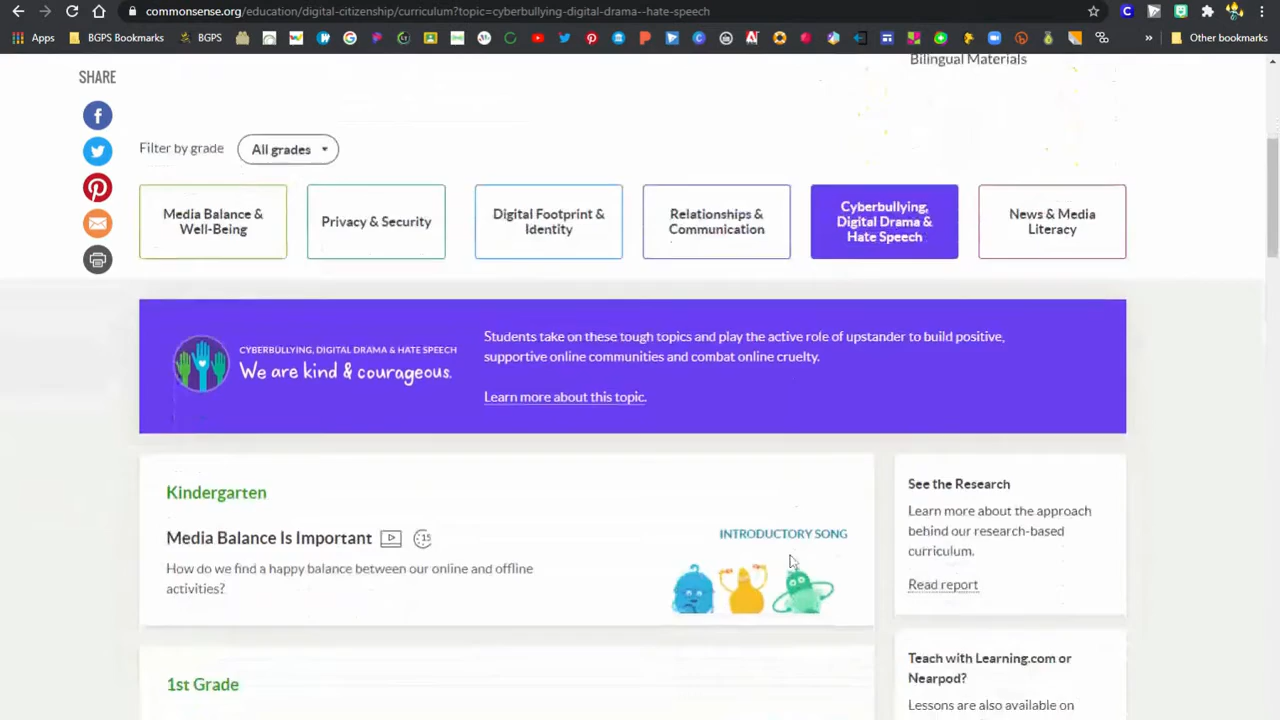 commonsense.org/education/digital-citizenship/curriculum?topic=cyberbullying-digital-drama--hate-speech
Apps
BGPS Bookmarks
BGPS
»
Other bookmarks
Bilingual Materials
SHARE
Filter by grade
All grades
Media Balance &
Well-Being
Privacy & Security
Digital Footprint &
Identity
Relationships &
Communication
Cyberbullying,
Digital Drama &
Hate Speech
News & Media
Literacy
CYBERBULLYING, DIGITAL DRAMA & HATE SPEECH
We are kind & courageous.
Students take on these tough topics and play the active role of upstander to build positive,
supportive online communities and combat online cruelty.
Learn more about this topic.
Kindergarten
Media Balance Is Important
15
How do we find a happy balance between our online and offline
activities?
INTRODUCTORY SONG
1st Grade
See the Research
Learn more about the approach
behind our research-based
curriculum.
Read report
Teach with Learning.com or
Nearpod?
Lessons are also available on